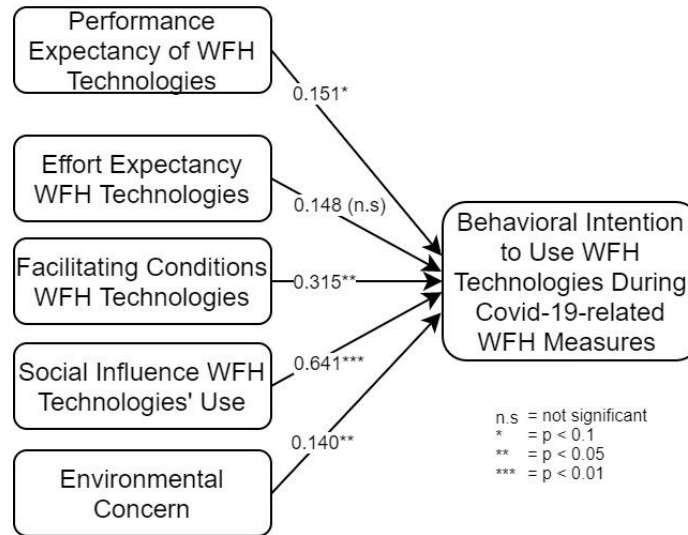 Performance
Expectancy of WFH
Technologies
0.151*
Effort Expectancy
WFH Technologies
0.148 (n.s)
Facilitating Conditions
WFH Technologies
0.315**
Social Influence WFH
Technologies' Use
0.641***
Environmental
Concern
0.140**
Behavioral Intention
to Use WFH
Technologies During
Covid-19-related
WFH Measures
n.s = not significant
* = p < 0.1
** = p < 0.05
*** = p < 0.01